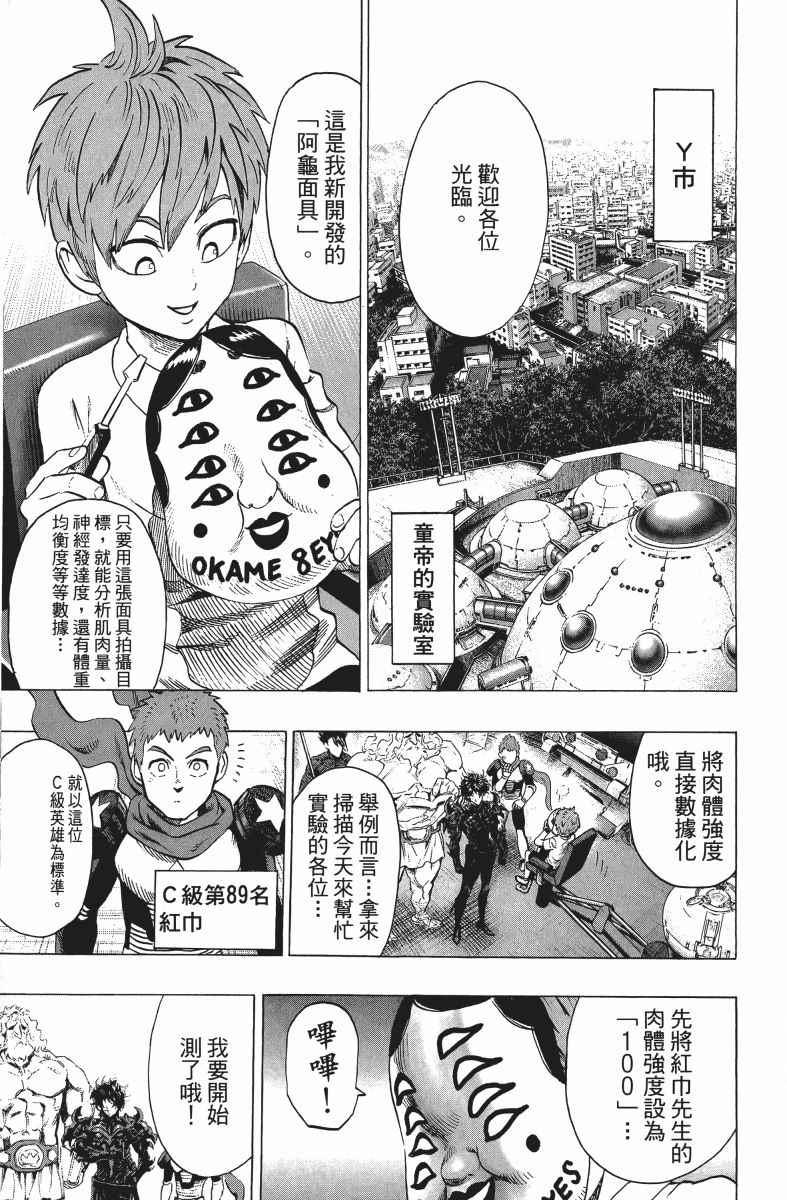 Y市
歡迎各位
光臨。
童帝的實驗室
這是我新開發的
「阿龜面具」。
OKAME 8EY
只要用這張面具拍攝目
標，就能分析肌肉量、
神經發達度，還有體重
均衡度等等數據…
將肉體強度
直接數據化
哦。
舉例而言…拿來
掃描今天來幫忙
實驗的各位…
就以這位
C級英雄為標準。
C級第89名
紅巾
先將紅巾先生的
肉體強度設為
「100」…
YES
嗶嗶！
我要開始
測了哦！